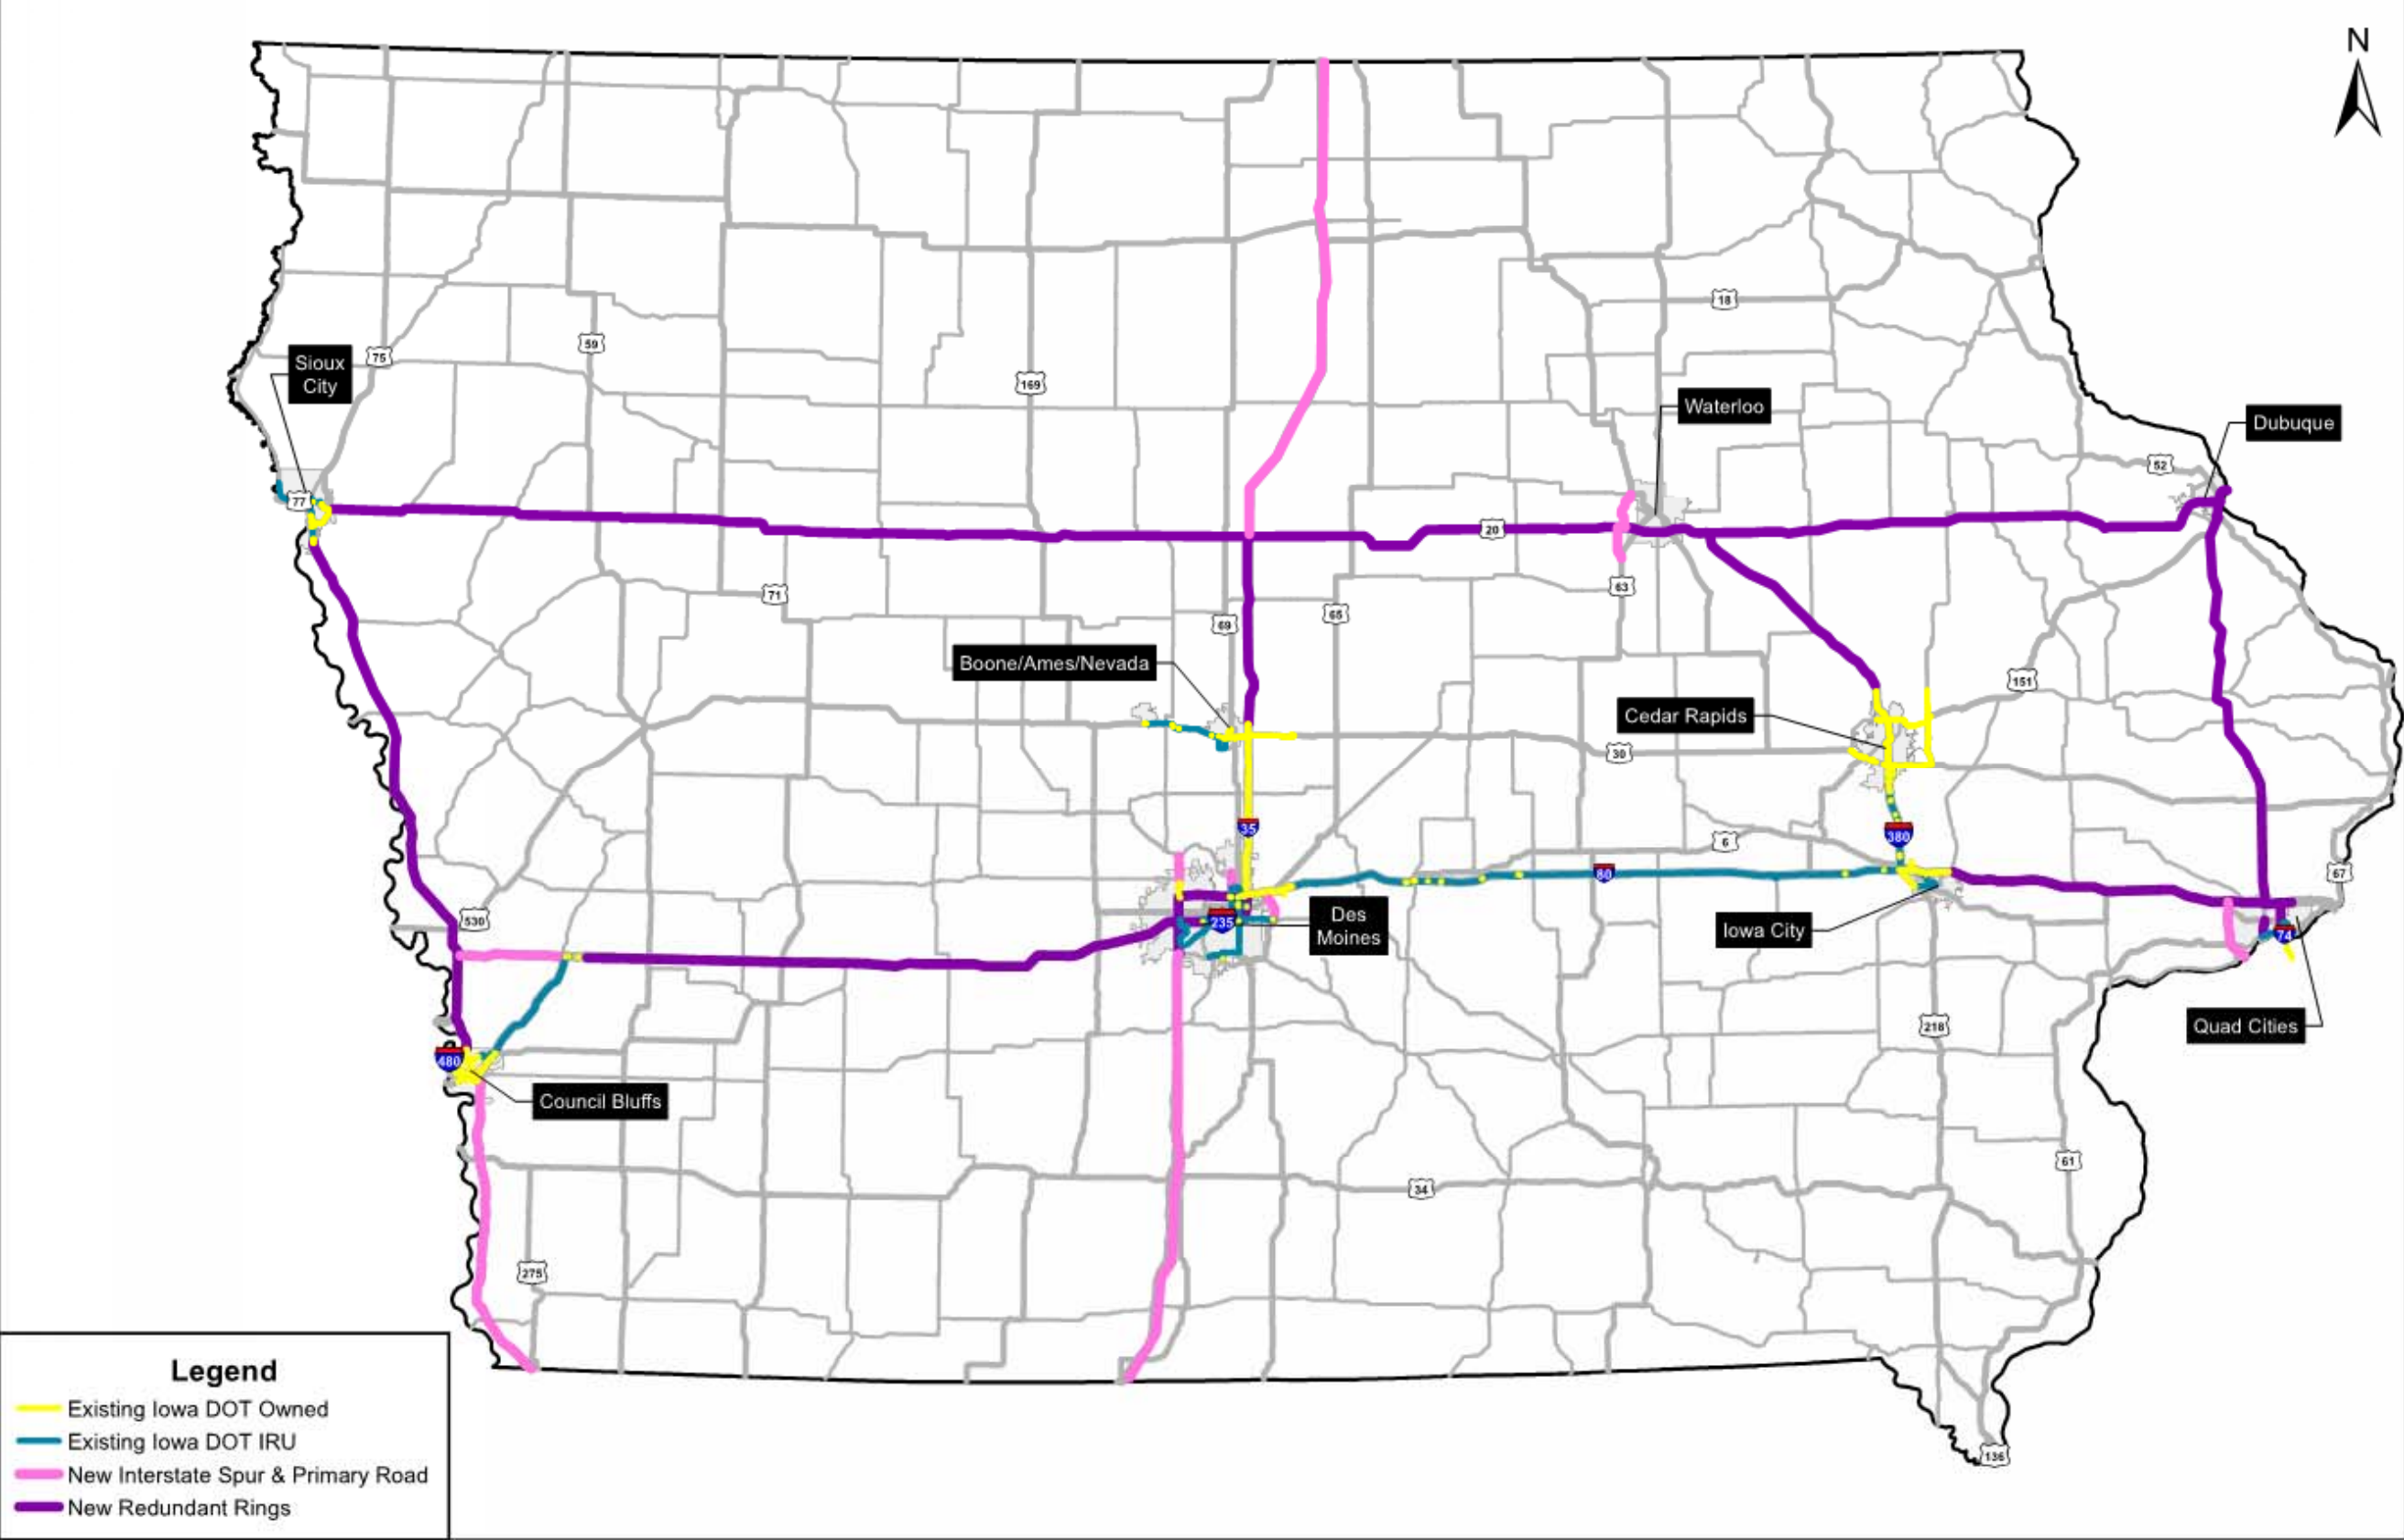 N
18
59
75
Sioux
City
169
Waterloo
Dubuque
52
77
20
71
63
65
69
Boone/Ames/Nevada
151
Cedar Rapids
30
35
380
6
80
67
530
235
Des
Moines
Iowa City
74
480
218
Quad Cities
Council Bluffs
61
34
275
136
Legend
Existing Iowa DOT Owned
Existing Iowa DOT IRU
New Interstate Spur & Primary Road
New Redundant Rings